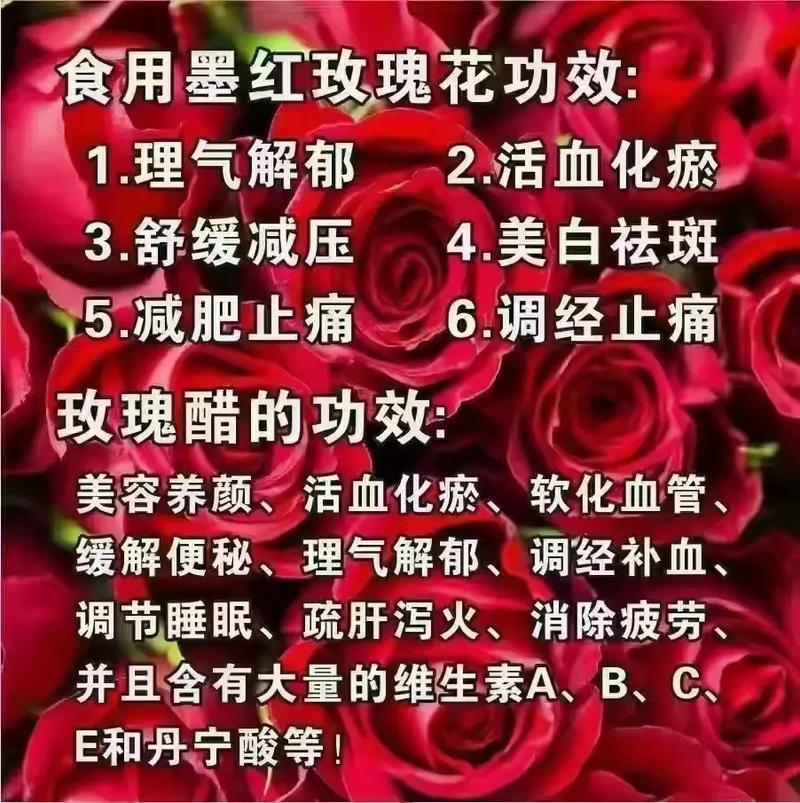 食用墨红玫瑰花功效:
1.理气解郁 2.活血化瘀
3.舒缓减压 4.美白祛斑
5.减肥止痛 6.调经止痛
玫瑰醋的功效:
美容养颜、活血化瘀、软化血管、
缓解便秘、理气解郁、调经补血、
调节睡眠、疏肝泻火、消除疲劳、
并且含有大量的维生素A、B、C、
E和丹宁酸等!